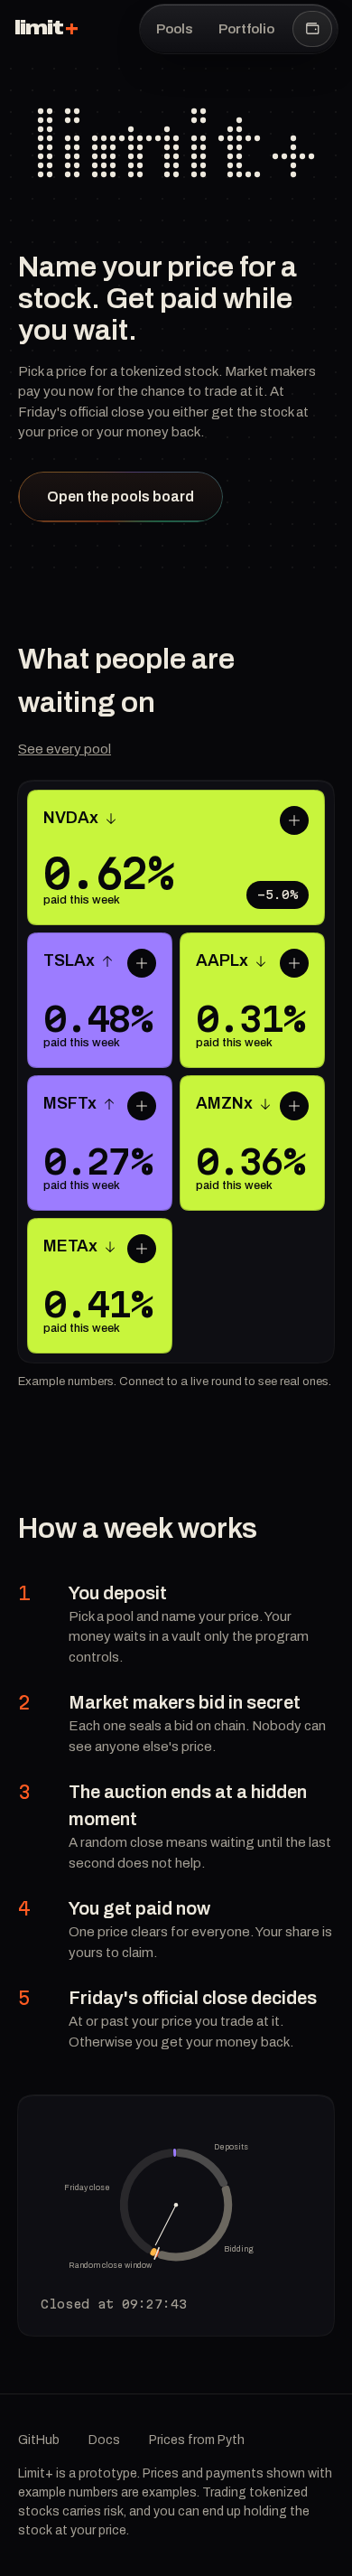 limit+
Pools
Portfolio
limit+
Name your price for a
stock. Get paid while
you wait.
Pick a price for a tokenized stock. Market makers
pay you now for the chance to trade at it. At
Friday's official close you either get the stock at
your price or your money back.
Open the pools board
What people are
waiting on
See every pool
NVDAx ↓
0.62%
paid this week
−5.0%
TSLAx ↑
0.48%
paid this week
AAPLx ↓
0.31%
paid this week
MSFTx ↑
0.27%
paid this week
AMZNx ↓
0.36%
paid this week
METAx ↓
0.41%
paid this week
Example numbers. Connect to a live round to see real ones.
How a week works
1
You deposit
Pick a pool and name your price. Your
money waits in a vault only the program
controls.
2
Market makers bid in secret
Each one seals a bid on chain. Nobody can
see anyone else's price.
3
The auction ends at a hidden
moment
A random close means waiting until the last
second does not help.
4
You get paid now
One price clears for everyone. Your share is
yours to claim.
5
Friday's official close decides
At or past your price you trade at it.
Otherwise you get your money back.
Deposits
Friday close
Bidding
Random close window
Closed at 09:27:43
GitHub
Docs
Prices from Pyth
Limit+ is a prototype. Prices and payments shown with
example numbers are examples. Trading tokenized
stocks carries risk, and you can end up holding the
stock at your price.